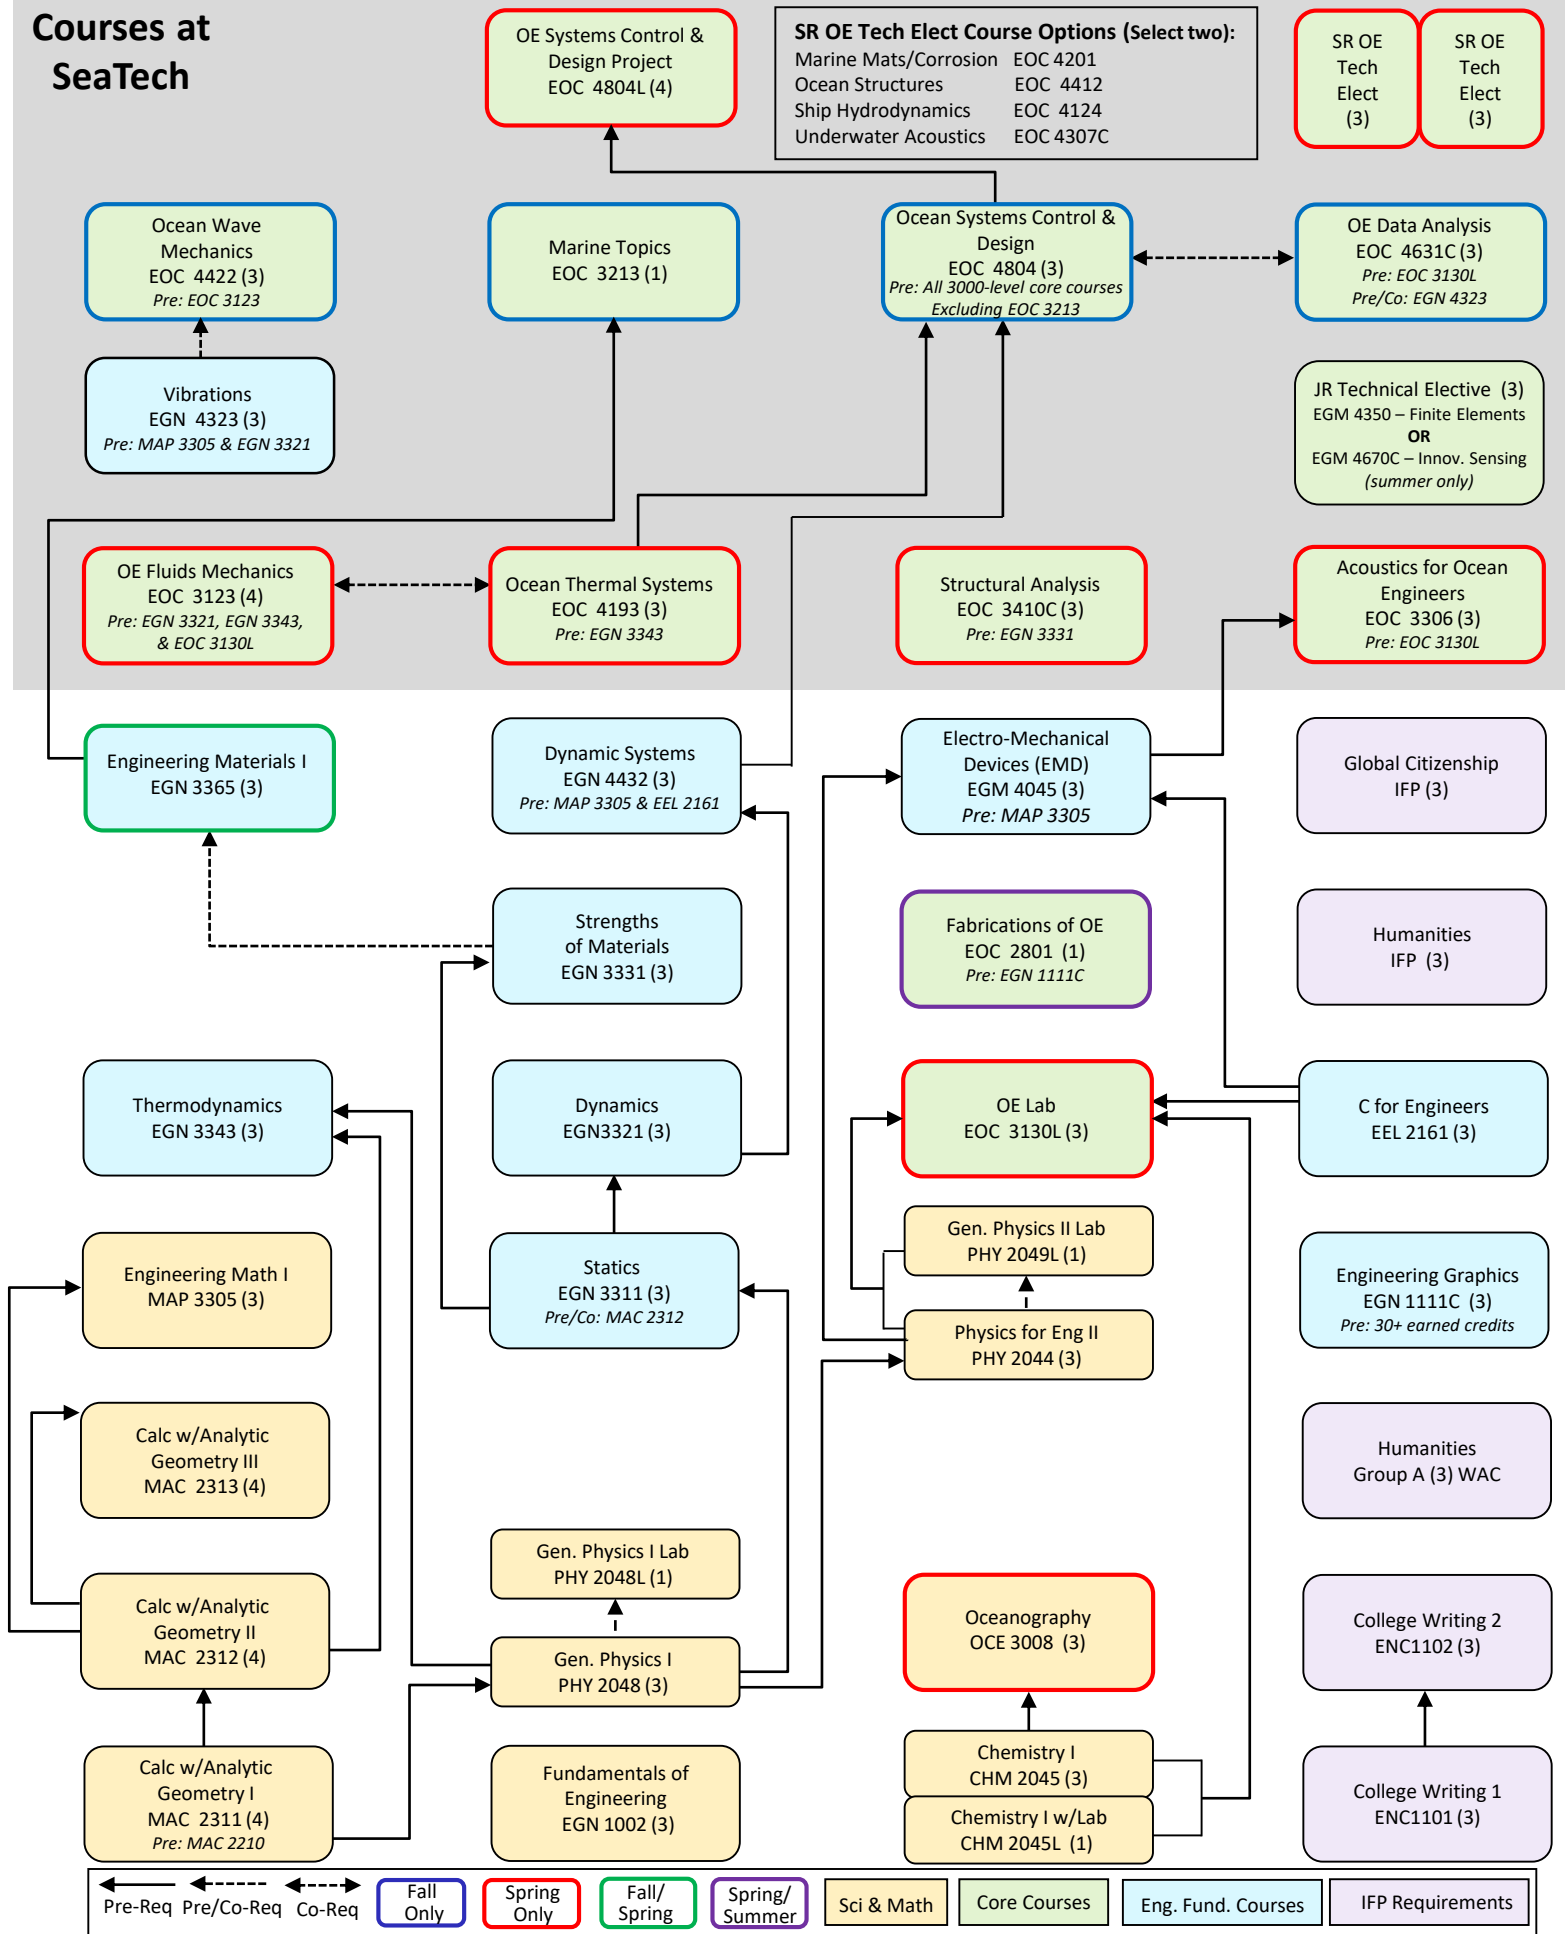 Courses at
SeaTech
OE Systems Control &
Design Project
EOC 4804L (4)
SR OE Tech Elect Course Options (Select two):
Marine Mats/Corrosion EOC 4201
Ocean Structures EOC 4412
Ship Hydrodynamics EOC 4124
Underwater Acoustics EOC 4307C
SR OE
Tech
Elect
(3)
SR OE
Tech
Elect
(3)
Ocean Wave
Mechanics
EOC 4422 (3)
Pre: EOC 3123
Marine Topics
EOC 3213 (1)
Ocean Systems Control &
Design
EOC 4804 (3)
Pre: All 3000-level core courses
Excluding EOC 3213
OE Data Analysis
EOC 4631C (3)
Pre: EOC 3130L
Pre/Co: EGN 4323
Vibrations
EGN 4323 (3)
Pre: MAP 3305 & EGN 3321
JR Technical Elective (3)
EGM 4350 – Finite Elements
OR
EGM 4670C – Innov. Sensing
(summer only)
OE Fluids Mechanics
EOC 3123 (4)
Pre: EGN 3321, EGN 3343,
& EOC 3130L
Ocean Thermal Systems
EOC 4193 (3)
Pre: EGN 3343
Structural Analysis
EOC 3410C (3)
Pre: EGN 3331
Acoustics for Ocean
Engineers
EOC 3306 (3)
Pre: EOC 3130L
Engineering Materials I
EGN 3365 (3)
Dynamic Systems
EGN 4432 (3)
Pre: MAP 3305 & EEL 2161
Electro-Mechanical
Devices (EMD)
EGM 4045 (3)
Pre: MAP 3305
Global Citizenship
IFP (3)
Strengths
of Materials
EGN 3331 (3)
Fabrications of OE
EOC 2801 (1)
Pre: EGN 1111C
Humanities
IFP (3)
Thermodynamics
EGN 3343 (3)
Dynamics
EGN3321 (3)
OE Lab
EOC 3130L (3)
C for Engineers
EEL 2161 (3)
Engineering Math I
MAP 3305 (3)
Statics
EGN 3311 (3)
Pre/Co: MAC 2312
Gen. Physics II Lab
PHY 2049L (1)
Physics for Eng II
PHY 2044 (3)
Engineering Graphics
EGN 1111C (3)
Pre: 30+ earned credits
Calc w/Analytic
Geometry III
MAC 2313 (4)
Humanities
Group A (3) WAC
Gen. Physics I Lab
PHY 2048L (1)
Calc w/Analytic
Geometry II
MAC 2312 (4)
Gen. Physics I
PHY 2048 (3)
Oceanography
OCE 3008 (3)
College Writing 2
ENC1102 (3)
Calc w/Analytic
Geometry I
MAC 2311 (4)
Pre: MAC 2210
Fundamentals of
Engineering
EGN 1002 (3)
Chemistry I
CHM 2045 (3)
Chemistry I w/Lab
CHM 2045L (1)
College Writing 1
ENC1101 (3)
Pre-Req
Pre/Co-Req
Co-Req
Fall
Only
Spring
Only
Fall/
Spring
Spring/
Summer
Sci & Math
Core Courses
Eng. Fund. Courses
IFP Requirements